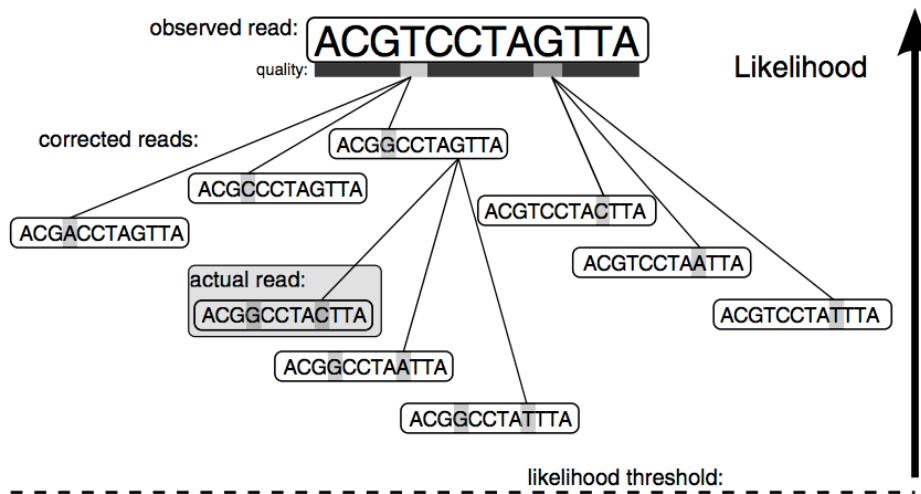 observed read:
ACGTCCTAGTTA
quality:
Likelihood
corrected reads:
ACGGCCTAGTTA
ACGCCCTAGTTA
ACGTCCTACTTA
ACGACCTAGTTA
ACGTCCTAATTA
actual read:
ACGGCCTACTTA
ACGTCCTATTTA
ACGGCCTAATTA
ACGGCCTATTTA
likelihood threshold: